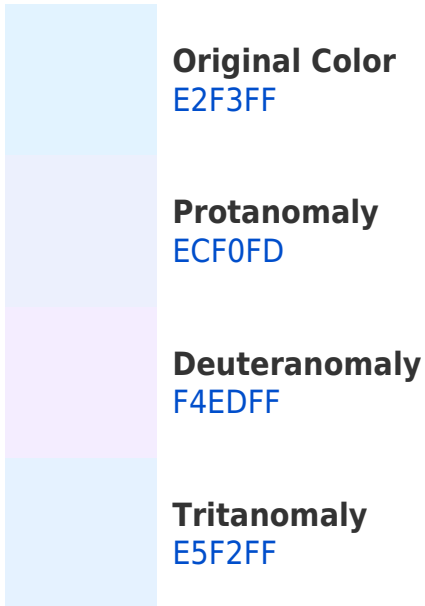 Original Color
E2F3FF
Protanomaly
ECF0FD
Deuteranomaly
F4EDFF
Tritanomaly
E5F2FF